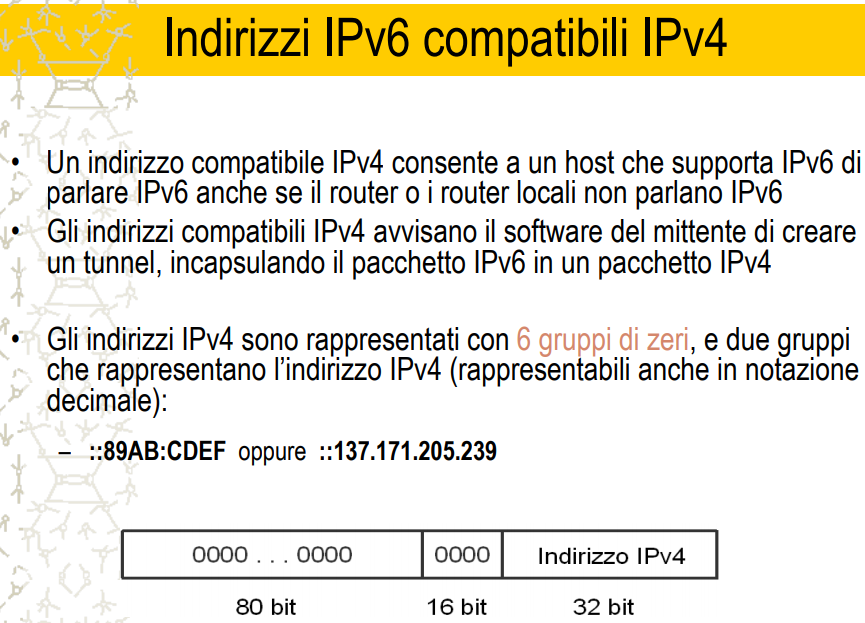 Indirizzi IPv6 compatibili IPv4
• Un indirizzo compatibile IPv4 consente a un host che supporta IPv6 di
parlare IPv6 anche se il router o i router locali non parlano IPv6
• Gli indirizzi compatibili IPv4 avvisano il software del mittente di creare
un tunnel, incapsulando il pacchetto IPv6 in un pacchetto IPv4
• Gli indirizzi IPv4 sono rappresentati con 6 gruppi di zeri, e due gruppi
che rappresentano l'indirizzo IPv4 (rappresentabili anche in notazione
decimale):
– ::89AB:CDEF oppure ::137.171.205.239
0000 . . . 0000 0000 Indirizzo IPv4
80 bit 16 bit 32 bit